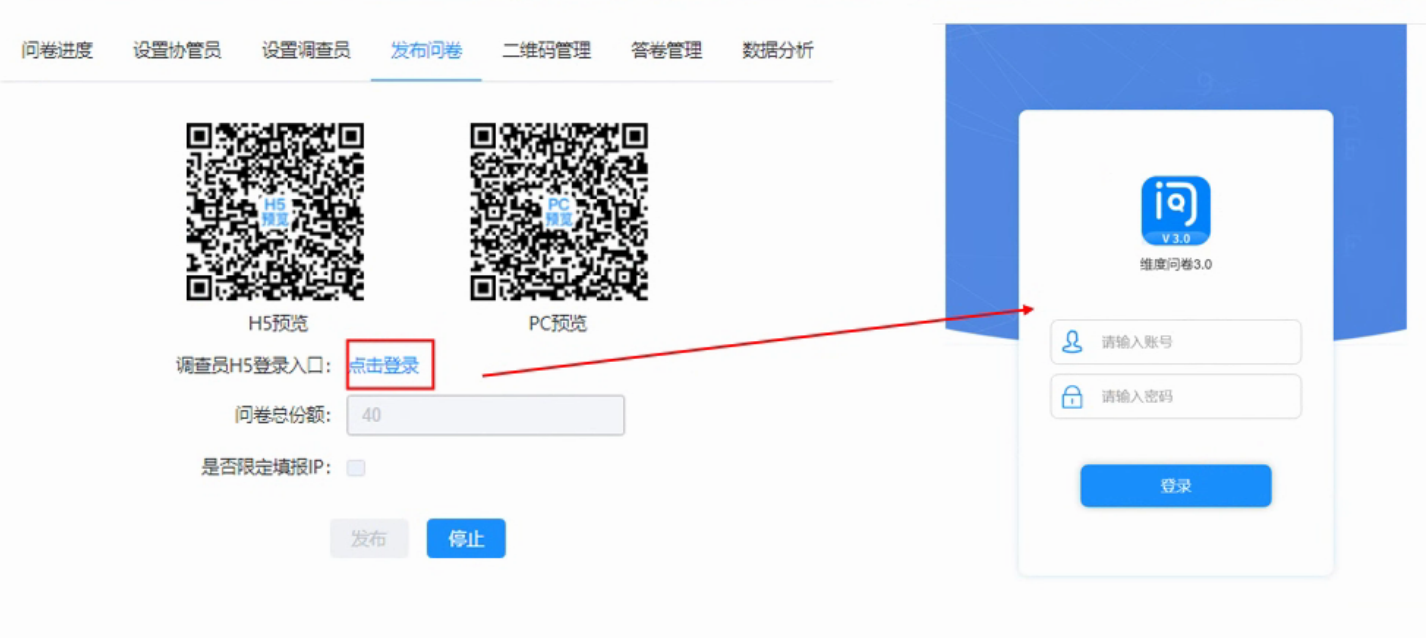 问卷进度 设置协管员 设置调查员 发布问卷 二维码管理 答卷管理 数据分析
H5
预览
PC
预览
H5预览
PC预览
调查员H5登录入口： 点击登录
问卷总份额： 40
是否限定填报IP：
发布 停止
问
V 3.0
维度问卷3.0
请输入账号
请输入密码
登录